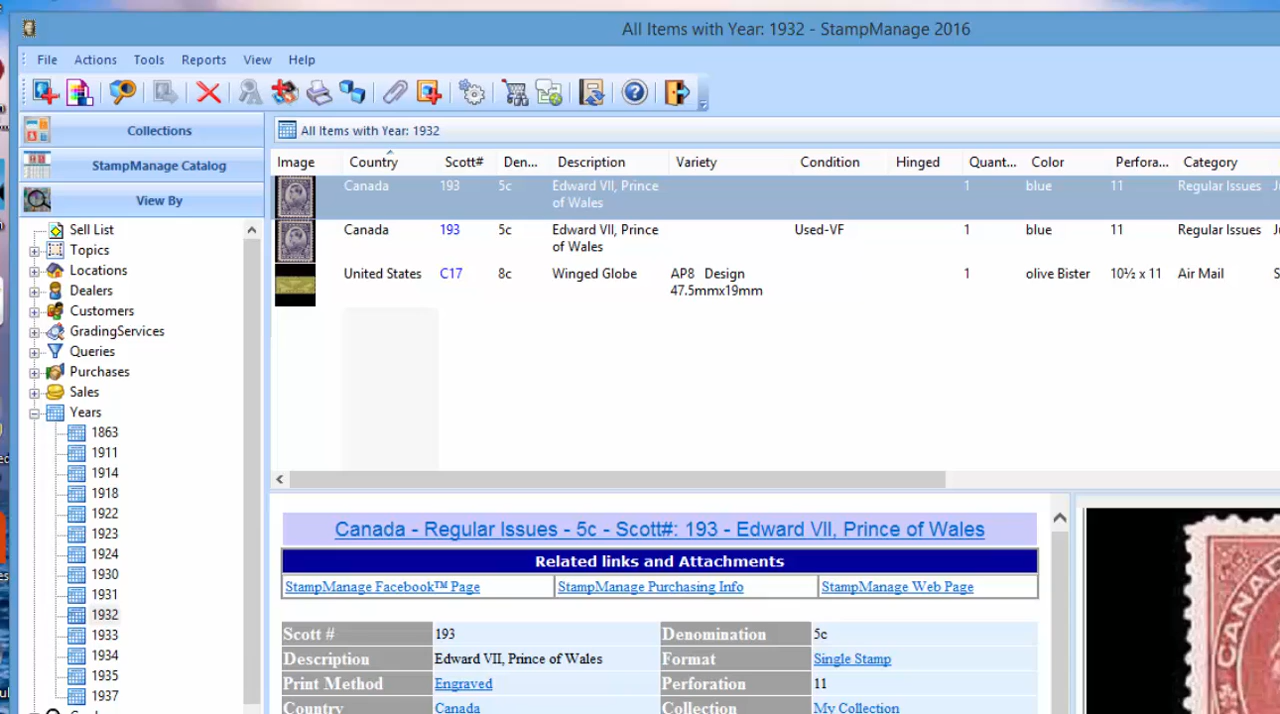 All Items with Year: 1932 - StampManage 2016
File Actions Tools Reports View Help
Collections
StampManage Catalog
View By
Sell List
Topics
Locations
Dealers
Customers
GradingServices
Queries
Purchases
Sales
Years
1863
1911
1914
1918
1922
1923
1924
1930
1931
1932
1933
1934
1935
1937
All Items with Year: 1932
Image Country Scott# Den... Description Variety Condition Hinged Quant... Color Perfora... Category
Canada 193 5c Edward VII, Prince of Wales 1 blue 11 Regular Issues
Canada 193 5c Edward VII, Prince of Wales Used-VF 1 blue 11 Regular Issues
United States C17 8c Winged Globe AP8 Design 47.5mmx19mm 1 olive Bister 10½ x 11 Air Mail
Canada - Regular Issues - 5c - Scott#: 193 - Edward VII, Prince of Wales
Related links and Attachments
StampManage Facebook™ Page StampManage Purchasing Info StampManage Web Page
Scott # 193 Denomination 5c
Description Edward VII, Prince of Wales Format Single Stamp
Print Method Engraved Perforation 11
Country Canada Collection My Collection
CANADA